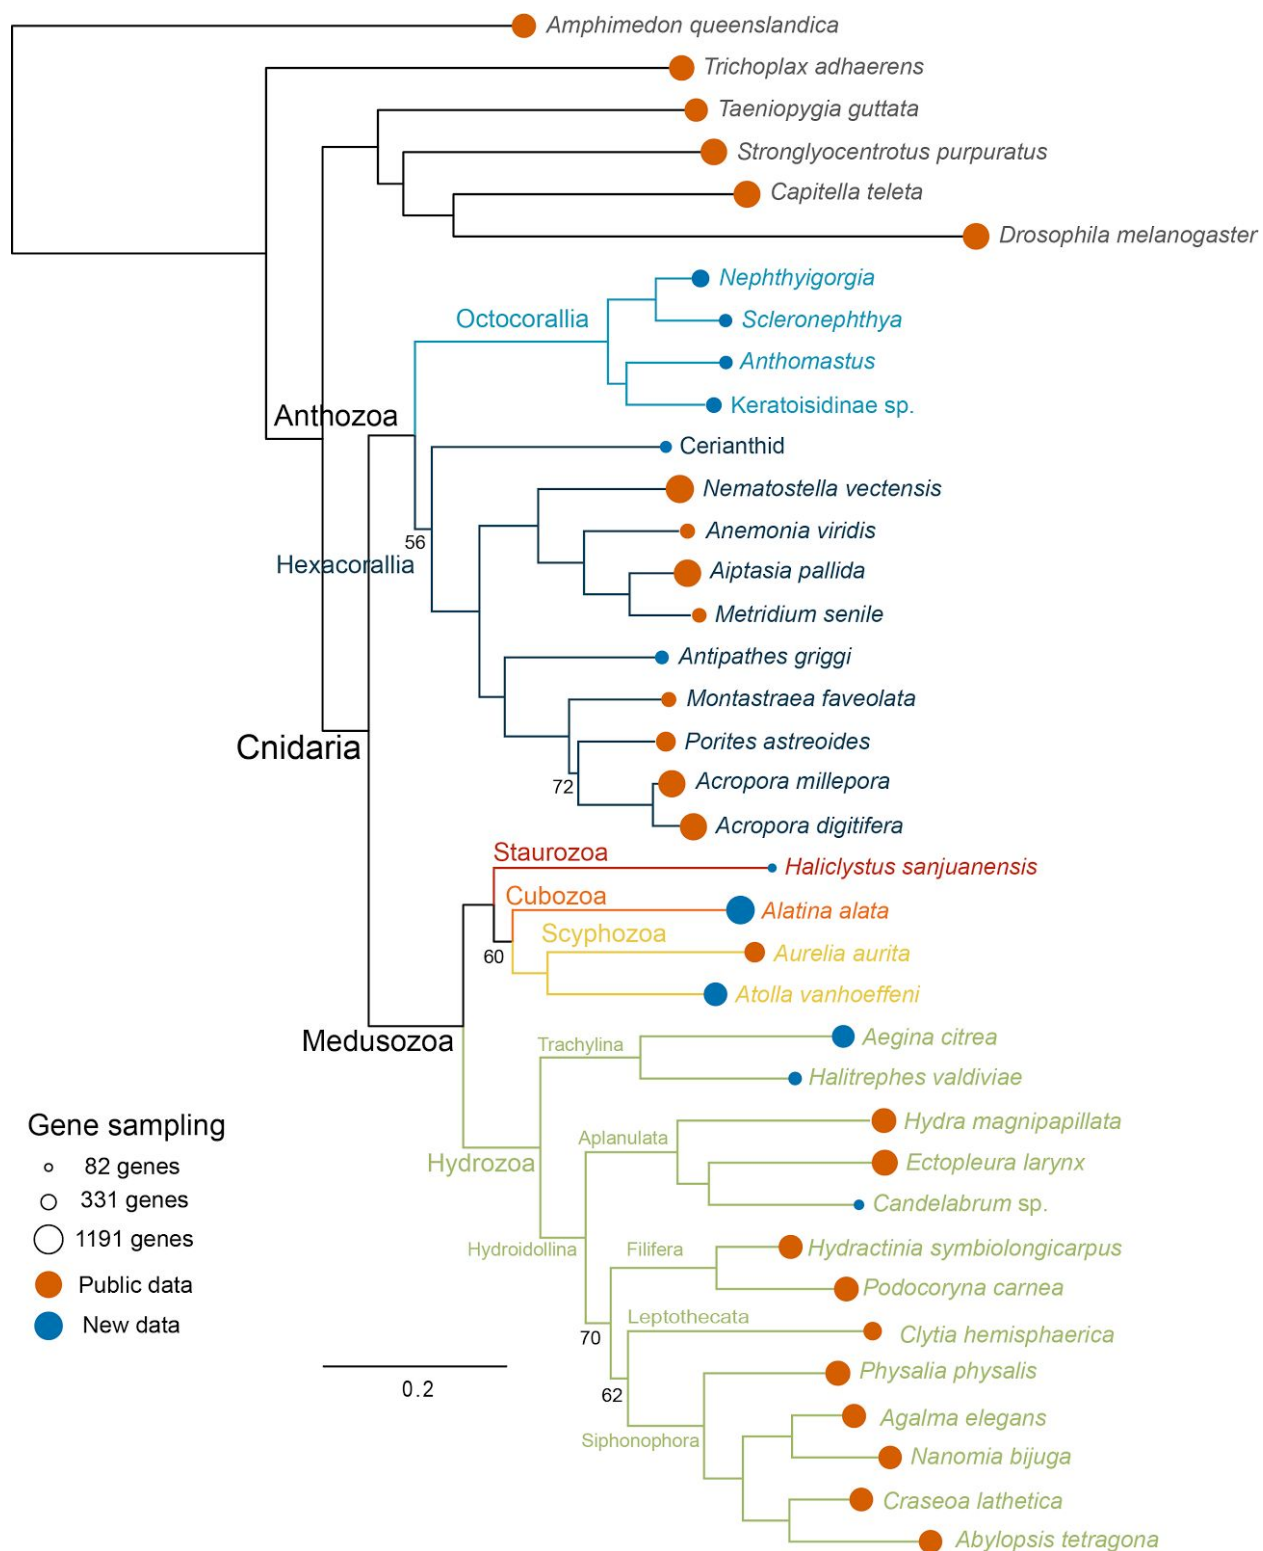 Amphimedon queenslandica
Trichoplax adhaerens
Taeniopygia guttata
Stronglyocentrotus purpuratus
Capitella teleta
Drosophila melanogaster
Nephthyigorgia
Octocorallia
Scleronephthya
Anthomastus
Keratoisidinae sp.
Anthozoa
Cerianthid
Nematostella vectensis
Anemonia viridis
56
Hexacorallia
Aiptasia pallida
Metridium senile
Antipathes griggi
Montastraea faveolata
Porites astreoides
Cnidaria
72
Acropora millepora
Acropora digitifera
Staurozoa
Haliclystus sanjuanensis
Cubozoa
Alatina alata
Scyphozoa
60
Aurelia aurita
Atolla vanhoeffeni
Medusozoa
Trachylina
Aegina citrea
Halitrephes valdiviae
Hydra magnipapillata
Aplanulata
Hydrozoa
Ectopleura larynx
Candelabrum sp.
Hydroidollina
Filifera
Hydractinia symbiolongicarpus
Podocoryna carnea
Leptothecata
70
Clytia hemisphaerica
Physalia physalis
62
Agalma elegans
Siphonophora
Nanomia bijuga
Craseoa lathetica
Abylopsis tetragona
Gene sampling
82 genes
331 genes
1191 genes
Public data
New data
0.2